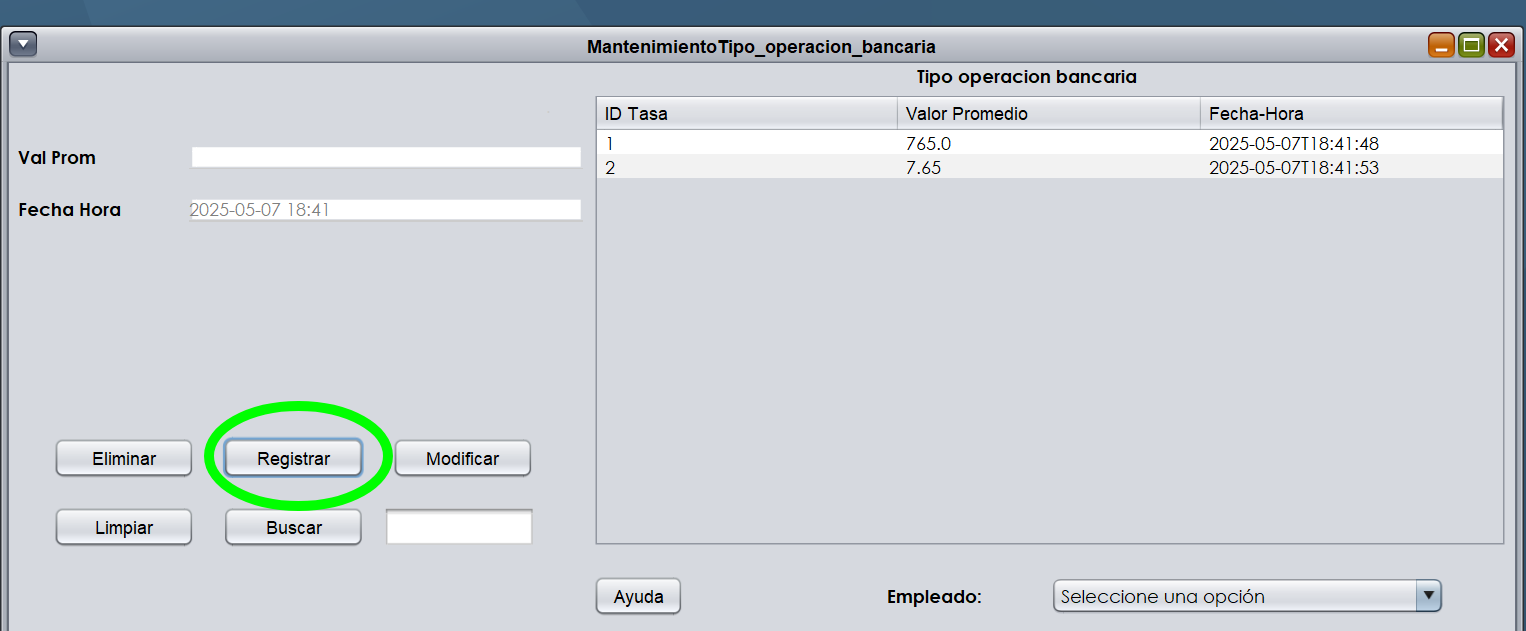 MantenimientoTipo_operacion_bancaria
Tipo operacion bancaria
ID Tasa Valor Promedio Fecha-Hora
1 765.0 2025-05-07T18:41:48
2 7.65 2025-05-07T18:41:53
Val Prom
Fecha Hora 2025-05-07 18:41
Eliminar Registrar Modificar
Limpiar Buscar
Ayuda Empleado: Seleccione una opción